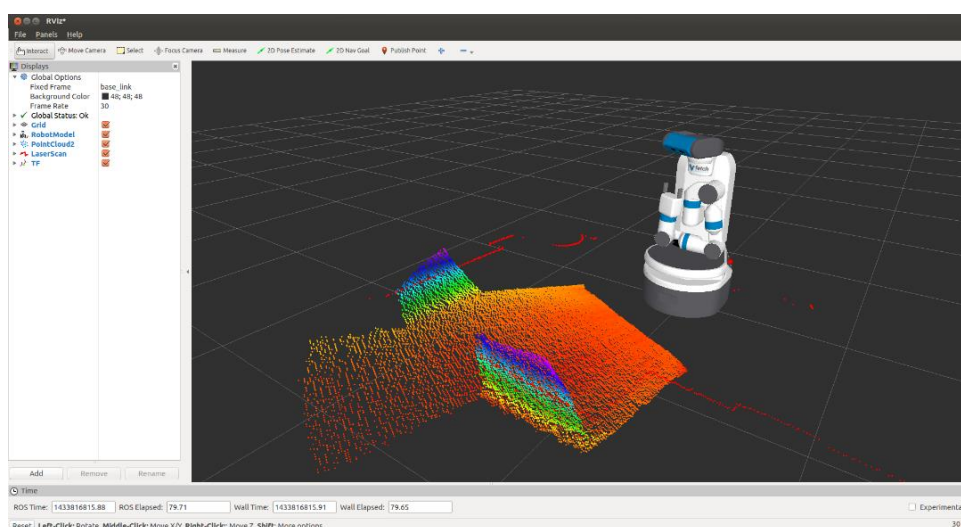 RViz*
File Panels Help
Interact Move Camera Select Focus Camera Measure 2D Pose Estimate 2D Nav Goal Publish Point
Displays
Global Options
Fixed Frame base_link
Background Color 48; 48; 48
Frame Rate 30
Global Status: Ok
Grid
RobotModel
PointCloud2
LaserScan
TF
fetch
Add Remove Rename
Time
ROS Time: 1433816815.88 ROS Elapsed: 79.71 Wall Time: 1433816815.91 Wall Elapsed: 79.65 Experimenta
Reset Left-Click: Rotate. Middle-Click: Move X/Y. Right-Click:: Move Z. Shift: More options. 30